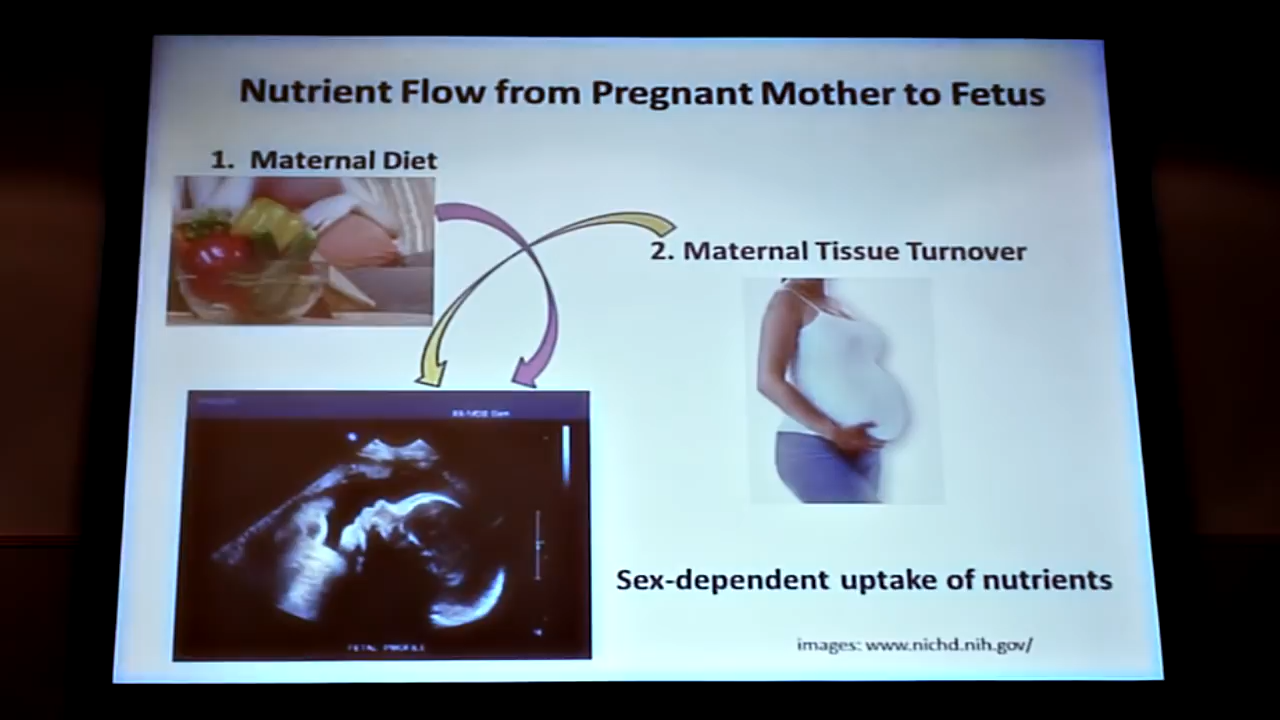 Nutrient Flow from Pregnant Mother to Fetus
1. Maternal Diet
2. Maternal Tissue Turnover
FETAL PROFILE
Sex-dependent uptake of nutrients
images: www.nichd.nih.gov/